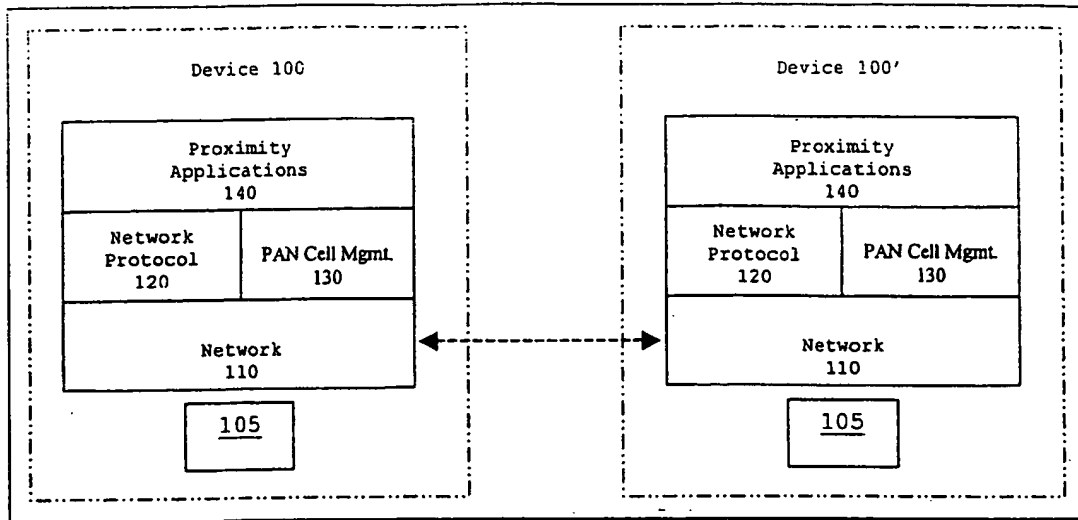 Device 100
Proximity
Applications
140
Network
Protocol
120
PAN Cell Mgmt.
130
Network
110
105
Device 100'
Proximity
Applications
140
Network
Protocol
120
PAN Cell Mgmt.
130
Network
110
105